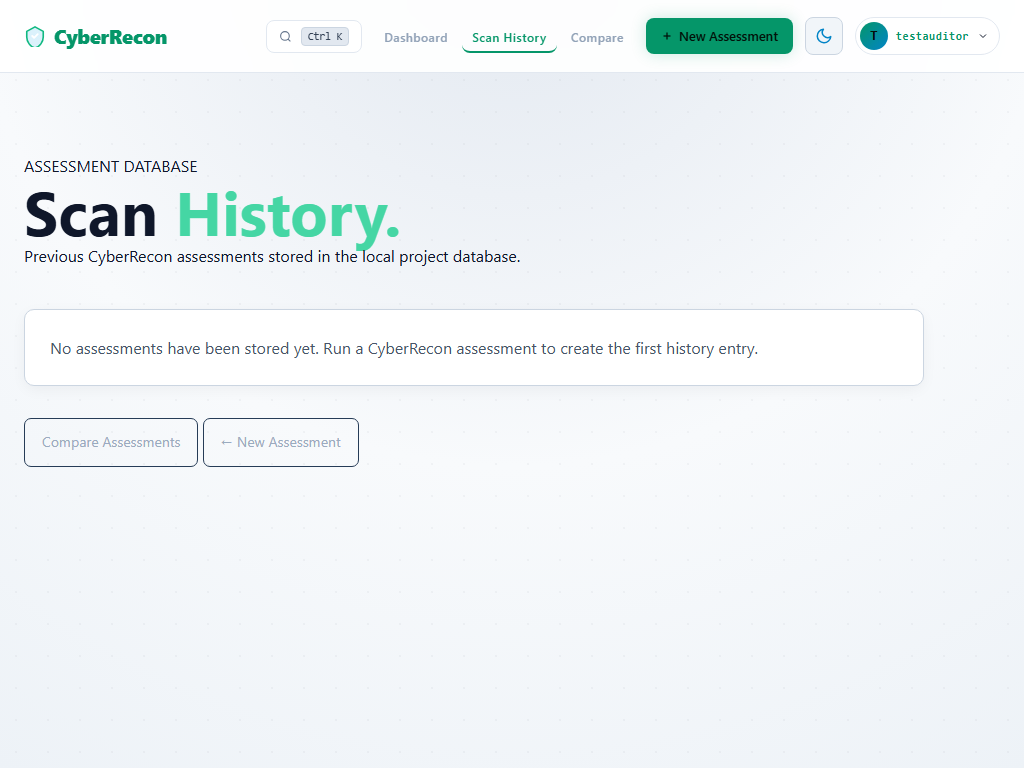 CyberRecon
Ctrl K
Dashboard
Scan History
Compare
+ New Assessment
T
testauditor
ASSESSMENT DATABASE
Scan History.
Previous CyberRecon assessments stored in the local project database.
No assessments have been stored yet. Run a CyberRecon assessment to create the first history entry.
Compare Assessments
← New Assessment